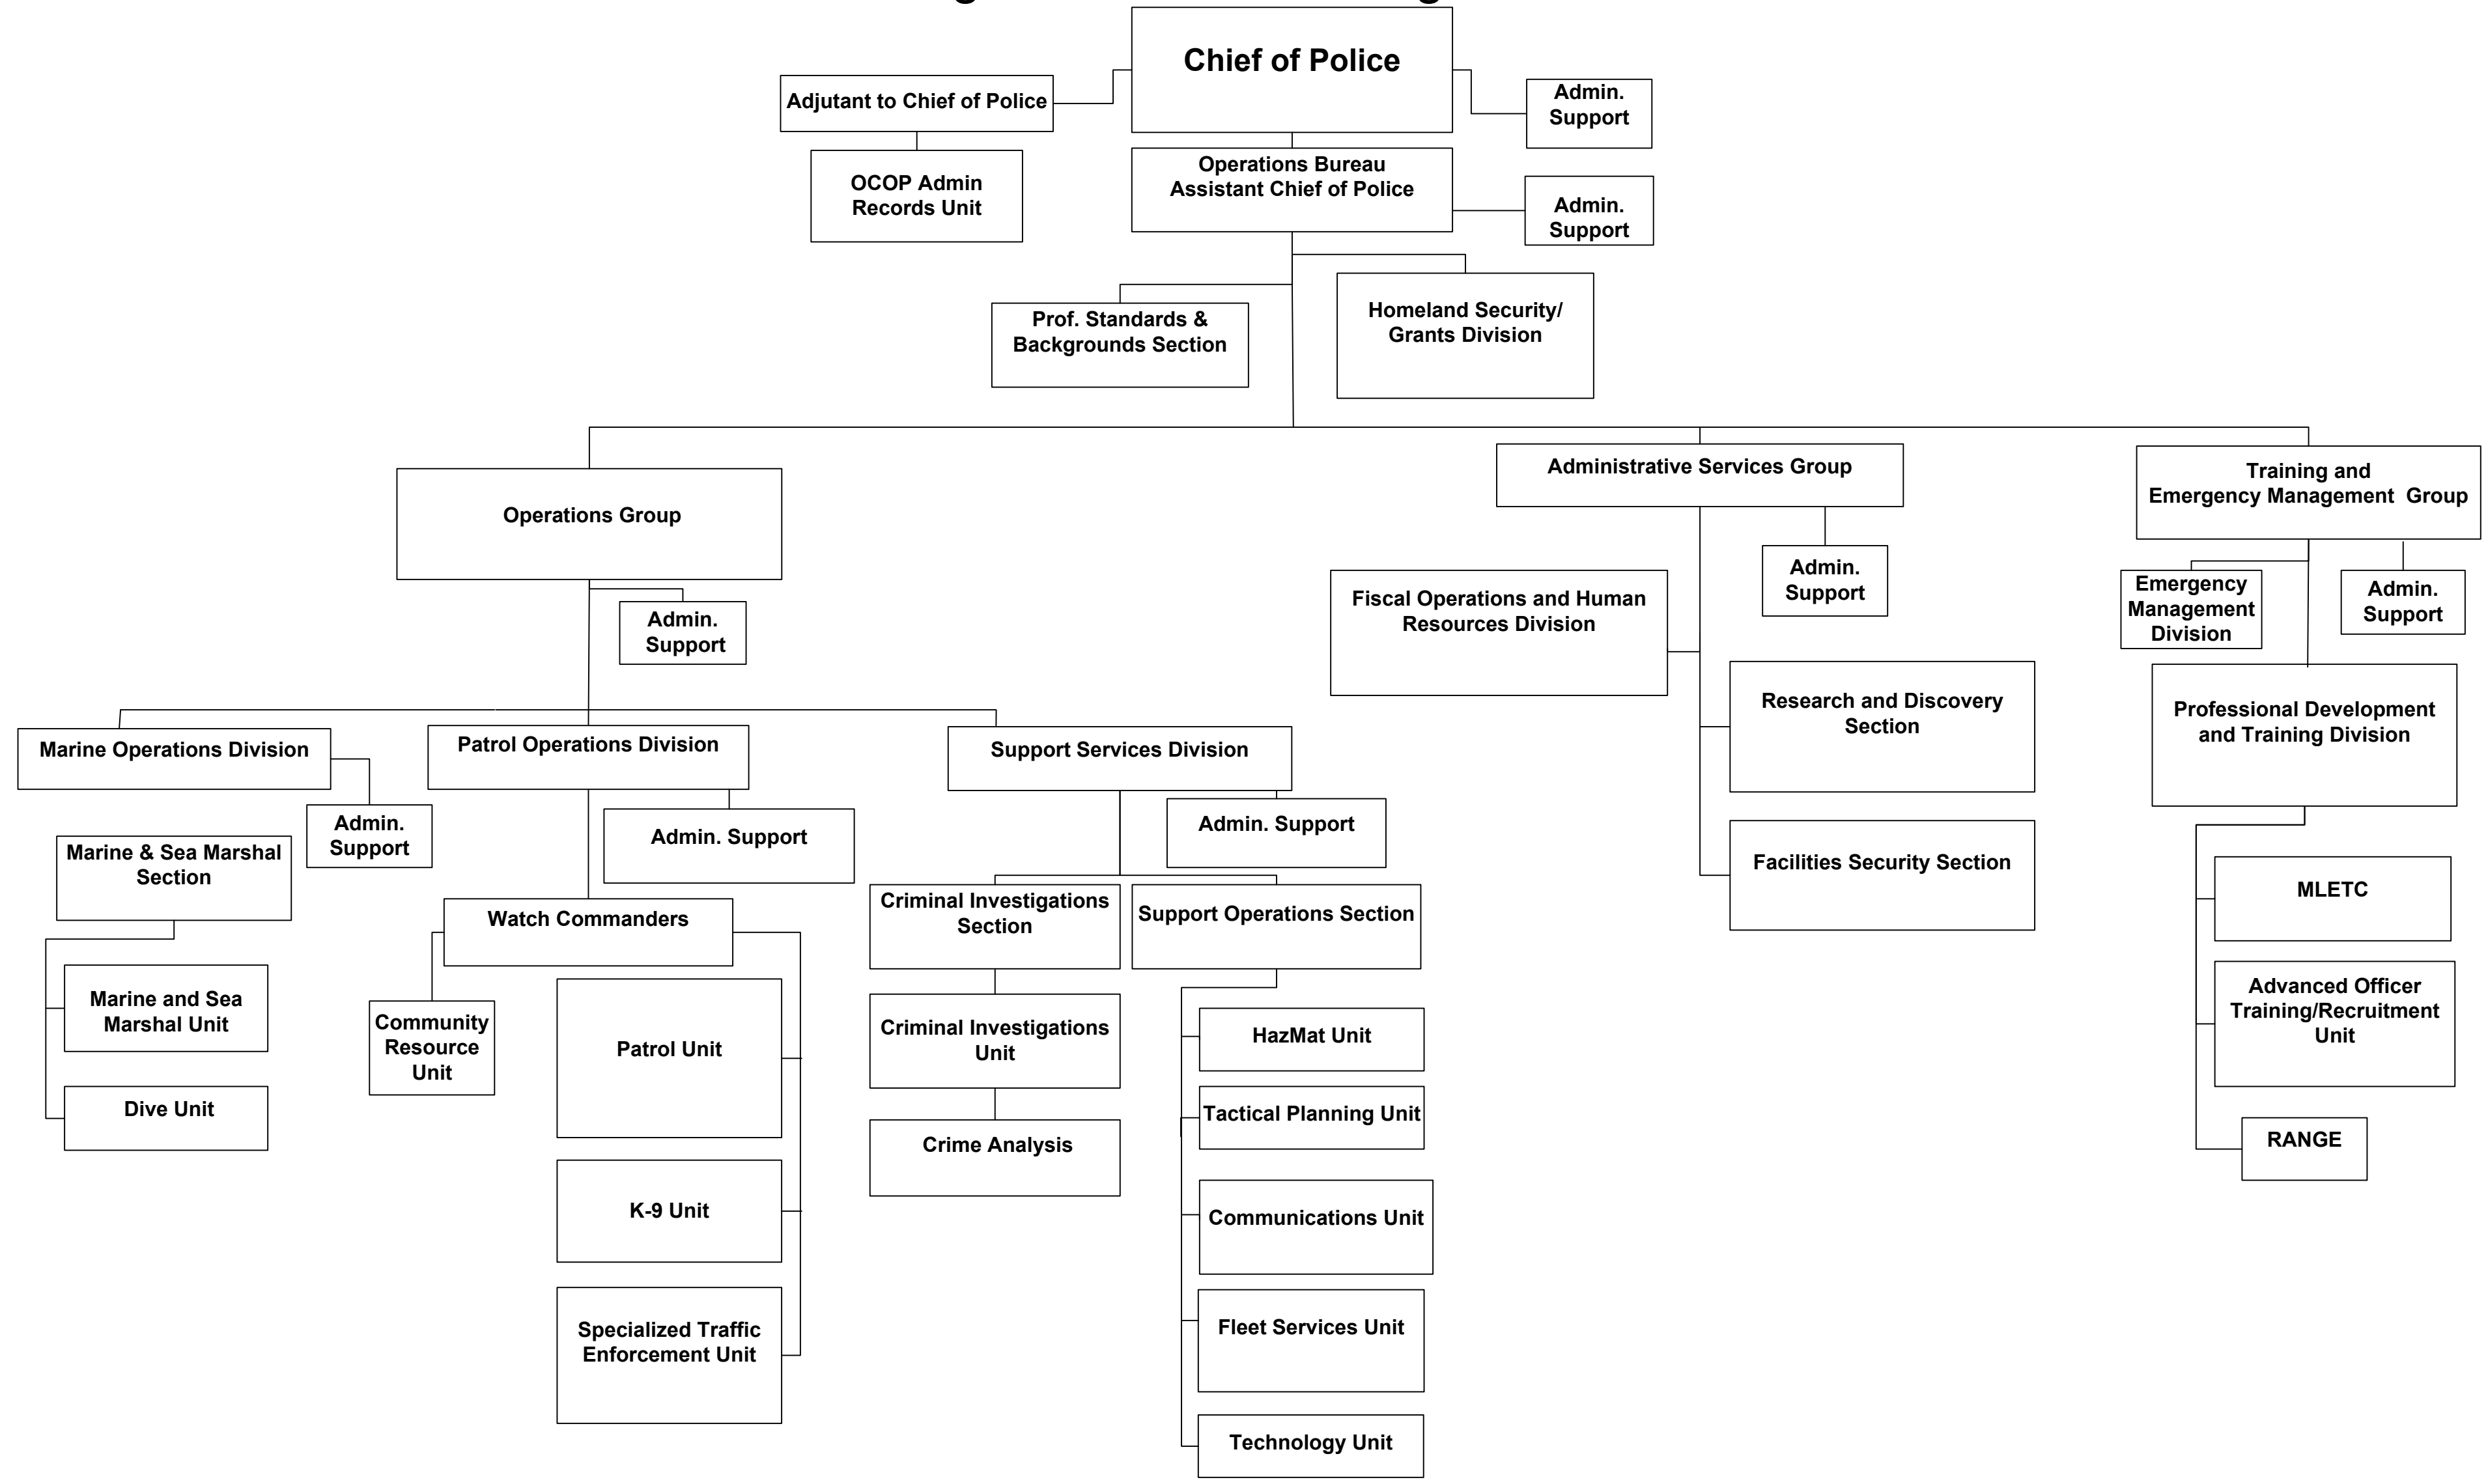 Chief of Police
Adjutant to Chief of Police
Admin.
Support
OCOP Admin
Records Unit
Operations Bureau
Assistant Chief of Police
Admin.
Support
Prof. Standards &
Backgrounds Section
Homeland Security/
Grants Division
Operations Group
Administrative Services Group
Training and
Emergency Management  Group
Admin.
Support
Fiscal Operations and Human
Resources Division
Admin.
Support
Emergency
Management
Division
Admin.
Support
Research and Discovery
Section
Professional Development
and Training Division
Marine Operations Division
Patrol Operations Division
Support Services Division
Admin.
Support
Admin. Support
Admin. Support
Marine & Sea Marshal
Section
Facilities Security Section
MLETC
Watch Commanders
Criminal Investigations
Section
Support Operations Section
Marine and Sea
Marshal Unit
Community
Resource
Unit
Patrol Unit
Criminal Investigations
Unit
HazMat Unit
Advanced Officer
Training/Recruitment
Unit
Dive Unit
Crime Analysis
Tactical Planning Unit
RANGE
K-9 Unit
Communications Unit
Specialized Traffic
Enforcement Unit
Fleet Services Unit
Technology Unit